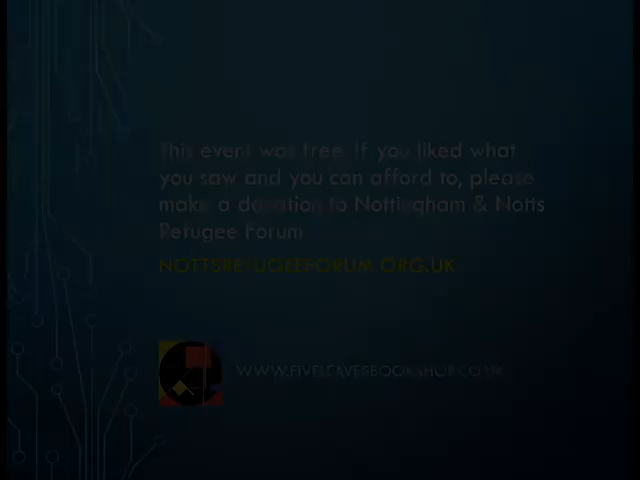 This event was free. If you liked what
you saw and you can afford to, please
make a donation to Nottingham & Notts
Refugee Forum
NOTTSREFUGEEFORUM.ORG.UK
WWW.FIVELEAVESBOOKSHOP.CO.UK